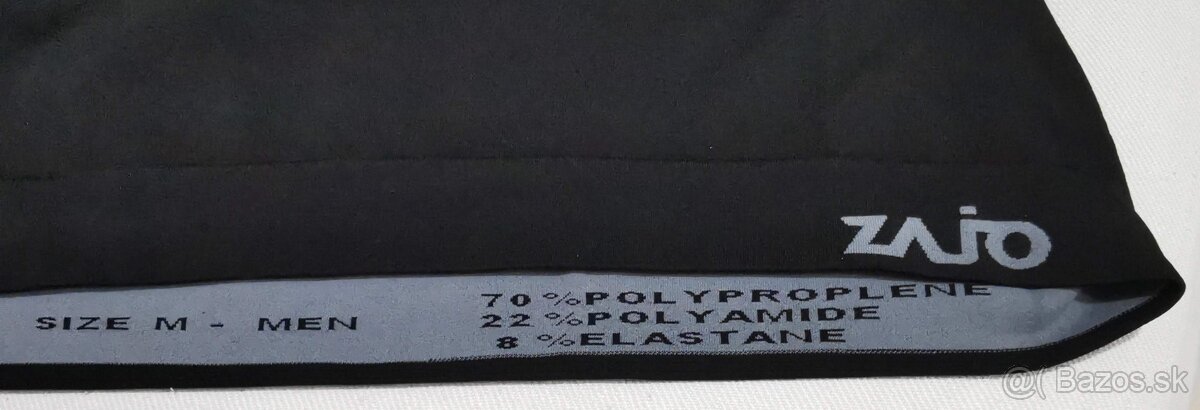 ZAJO
SIZE M - MEN
70 %POLYPROPLENE
22 %POLYAMIDE
8 %ELASTANE
@( Bazos.sk